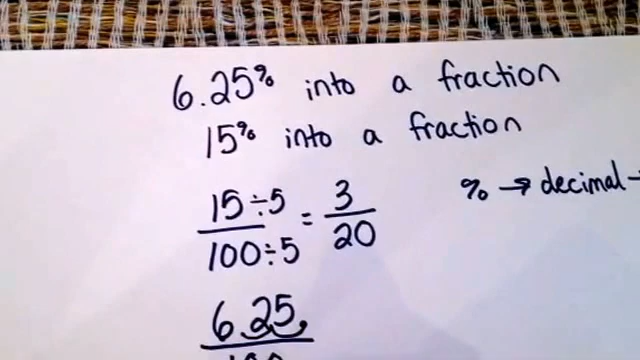 6.25% into a fraction
15% into a fraction
15÷5 / 100÷5 = 3/20
% → decimal →
6.25